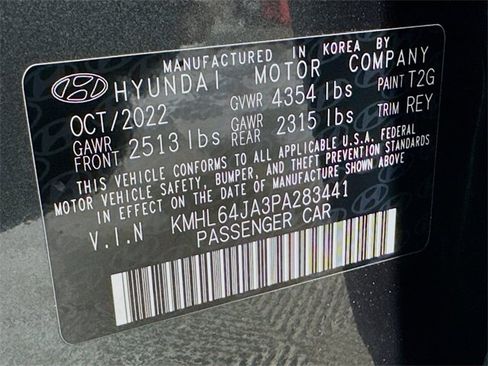 MANUFACTURED IN KOREA BY
HYUNDAI MOTOR COMPANY
OCT/2022 GVWR 4354 lbs PAINT T2G
GAWR FRONT 2513 lbs GAWR REAR 2315 lbs TRIM REY
THIS VEHICLE CONFORMS TO ALL APPLICABLE U.S.A. FEDERAL
MOTOR VEHICLE SAFETY, BUMPER, AND THEFT PREVENTION STANDARDS
IN EFFECT ON THE DATE OF MANUFACTURE SHOWN ABOVE
V.I.N KMHL64JA3PA283441
PASSENGER CAR